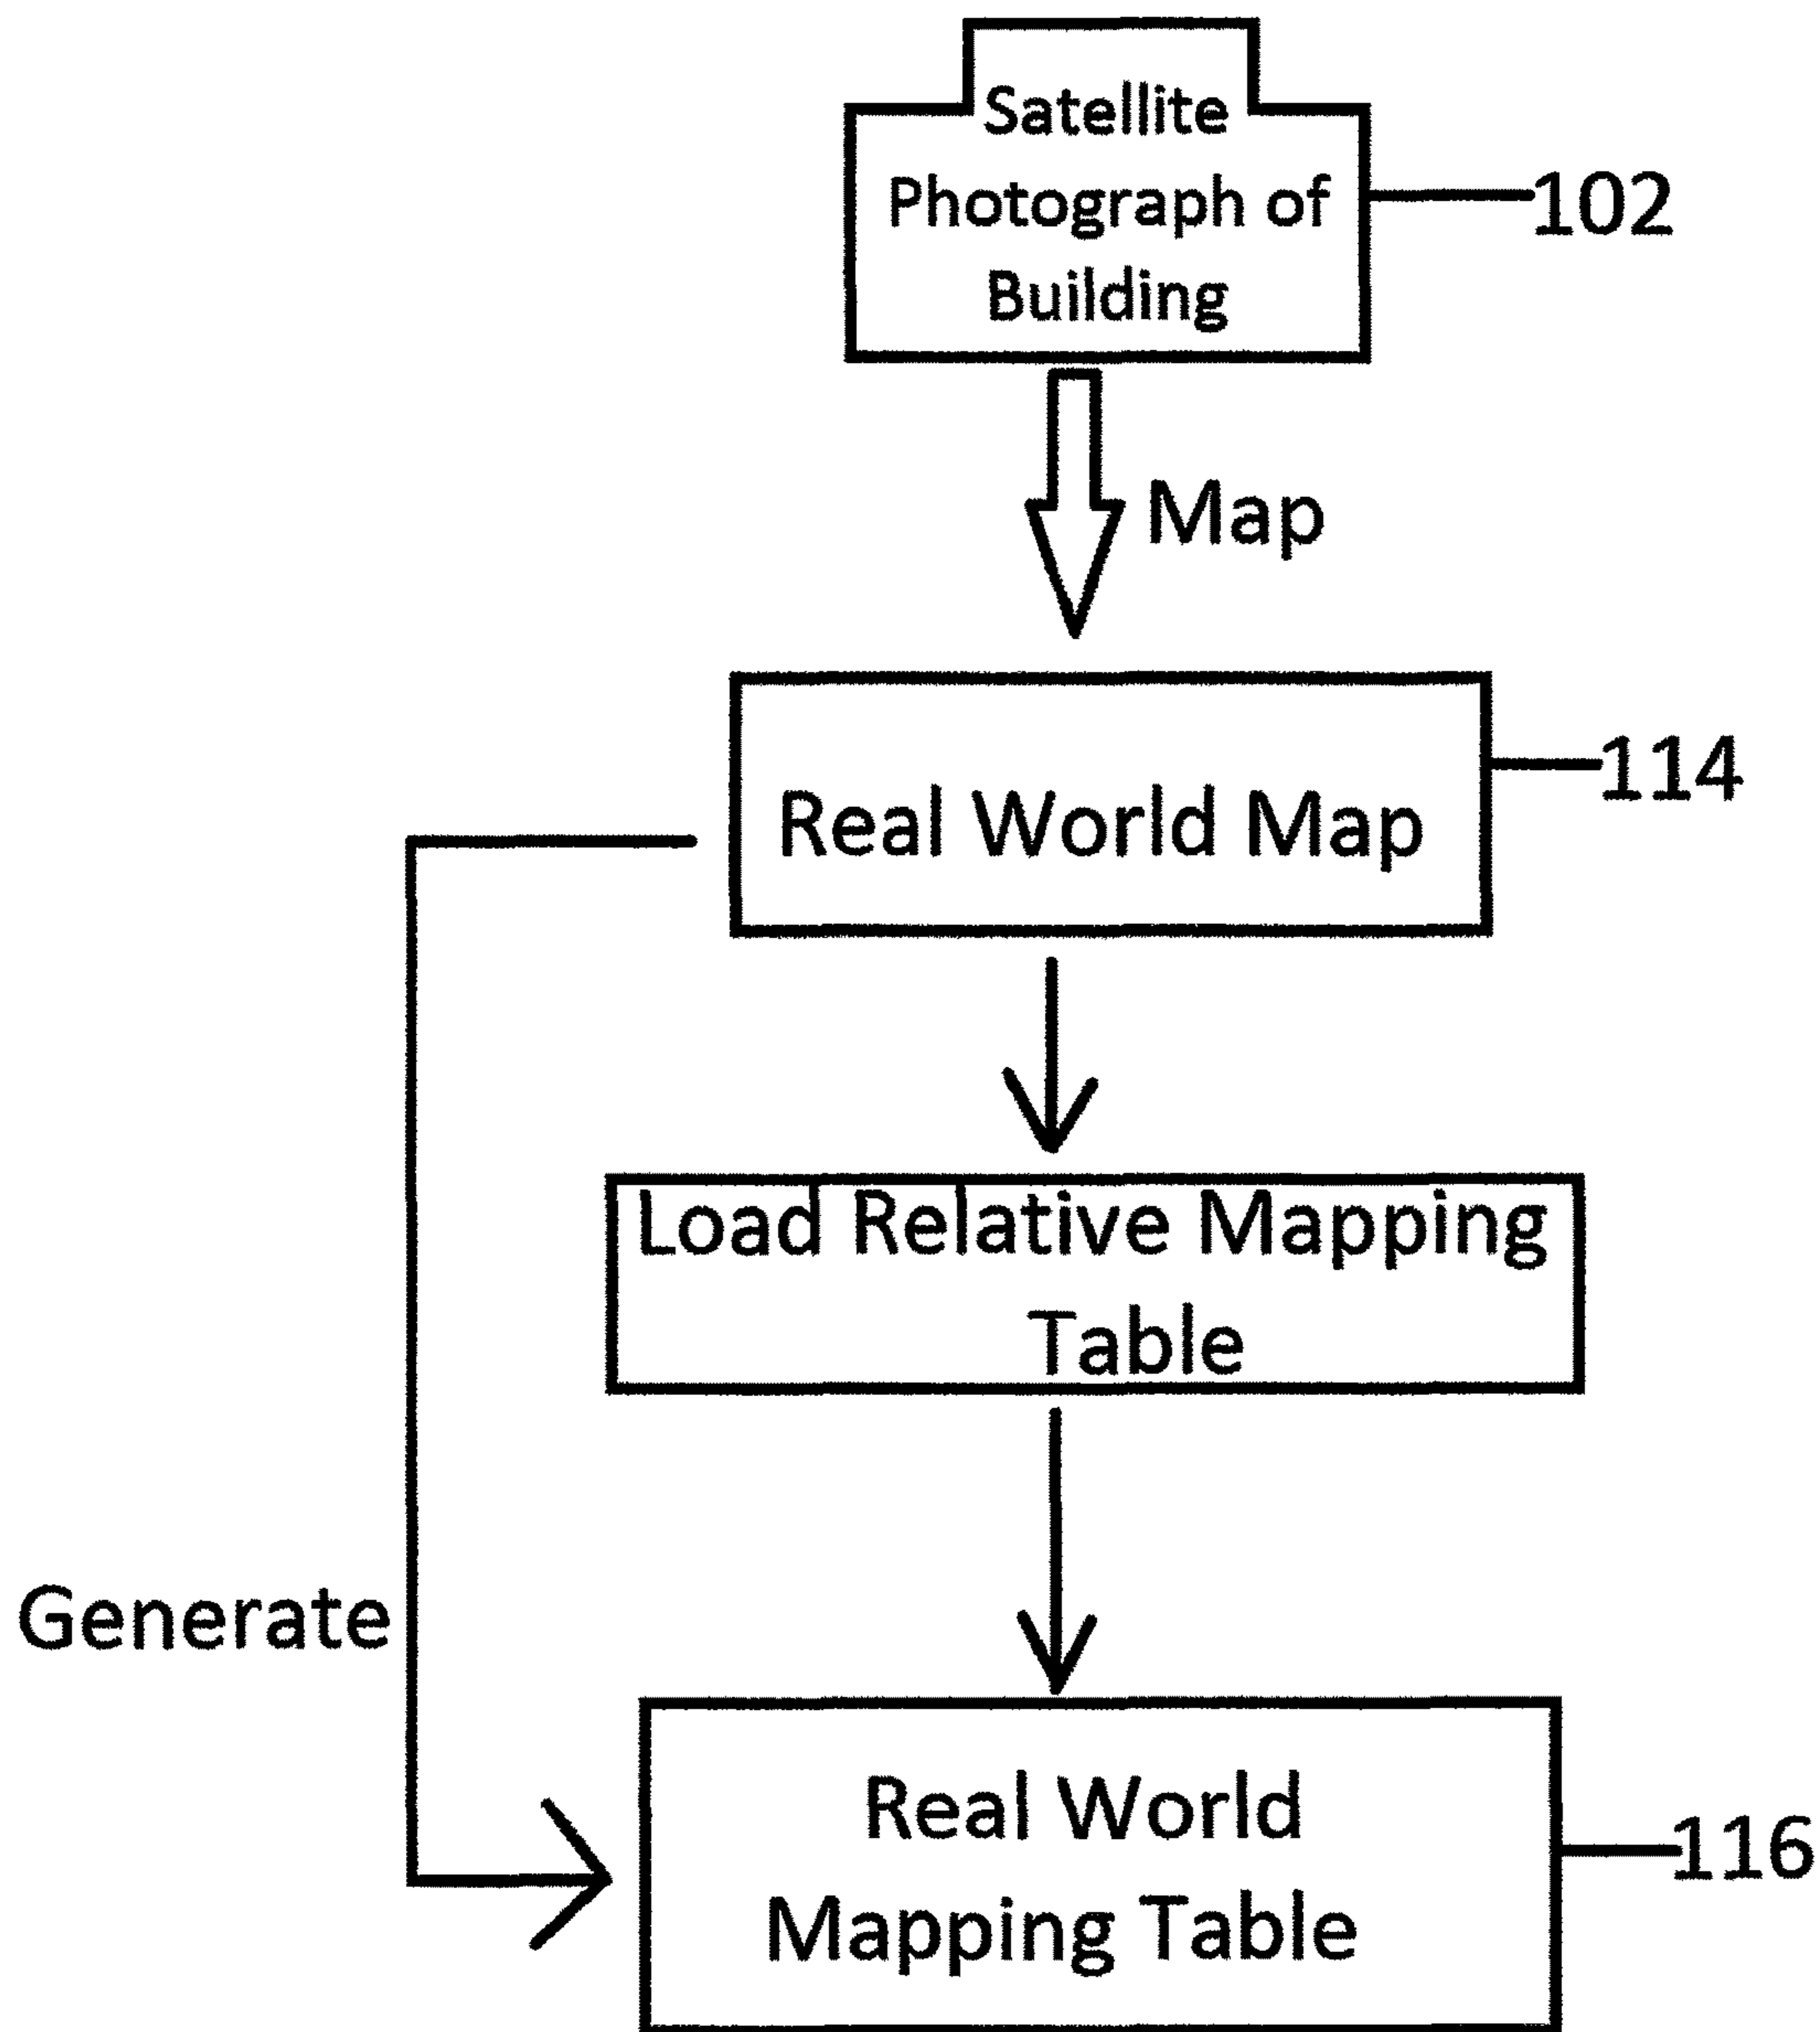 Satellite
Photograph of
Building
102
Map
Real World Map
114
Load Relative Mapping
Table
Generate
Real World
Mapping Table
116